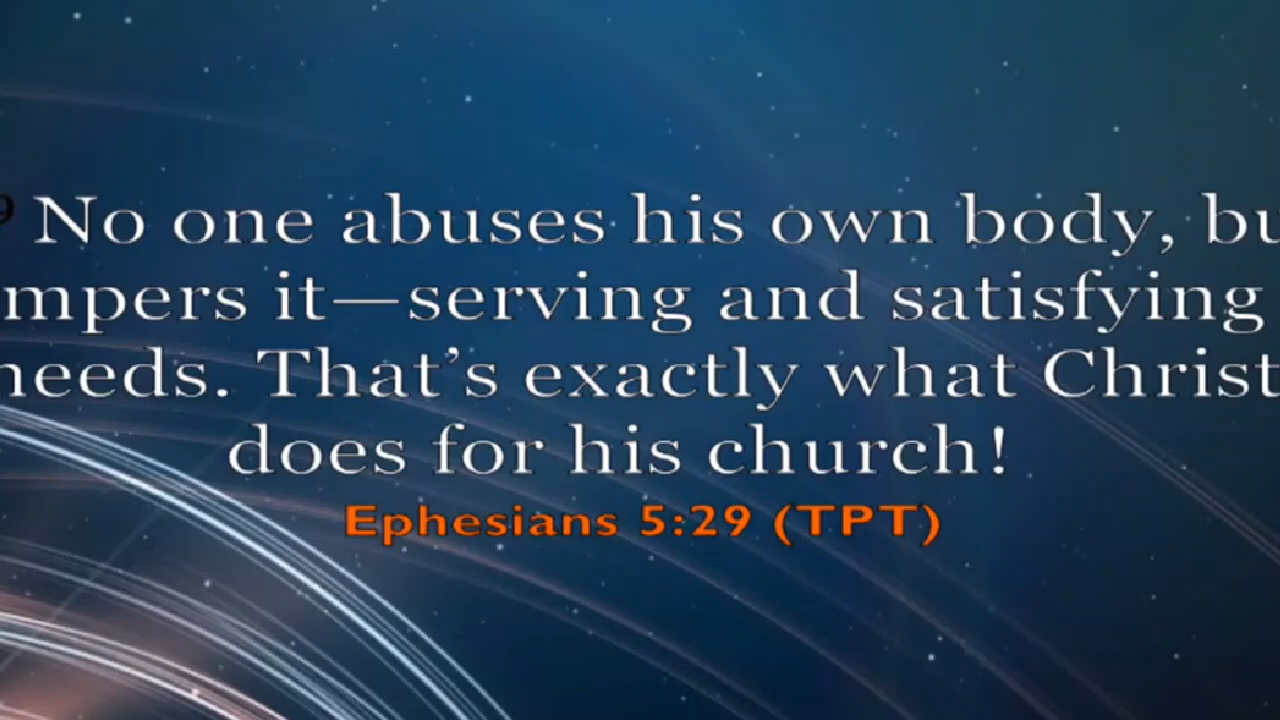 9 No one abuses his own body, bu
mpers it—serving and satisfying
needs. That’s exactly what Christ
does for his church!
Ephesians 5:29 (TPT)